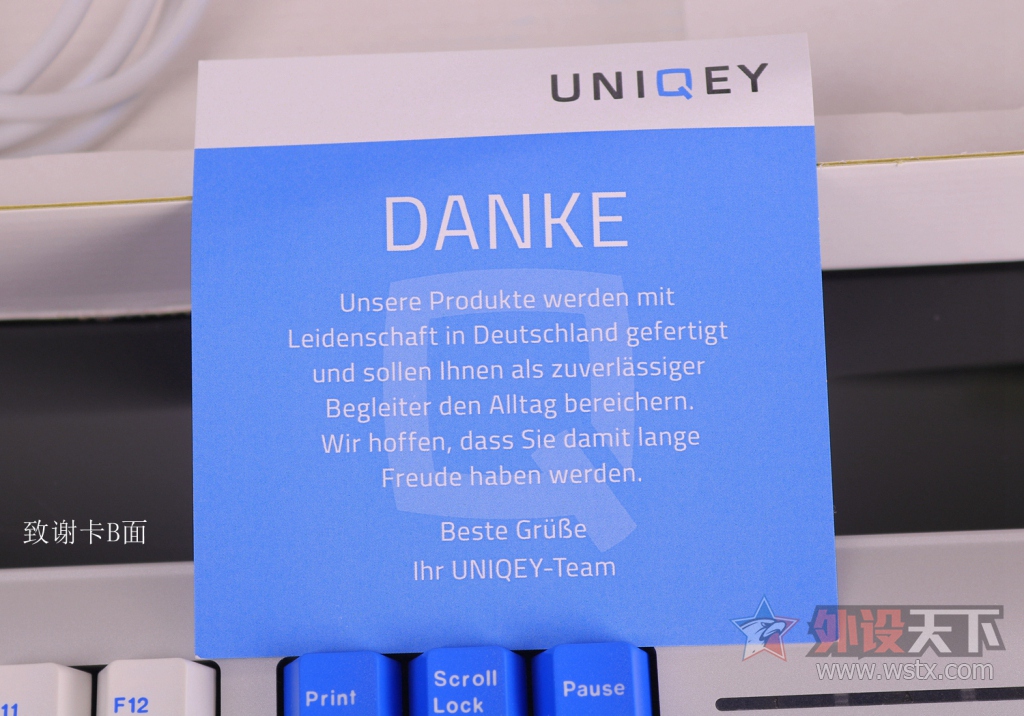 UNIQEY
DANKE
Unsere Produkte werden mit
Leidenschaft in Deutschland gefertigt
und sollen Ihnen als zuverlässiger
Begleiter den Alltag bereichern.
Wir hoffen, dass Sie damit lange
Freude haben werden.
Beste Grüße
Ihr UNIQEY-Team
致谢卡B面
外设天下
www.wstx.com
11
F12
Print
Scroll
Lock
Pause